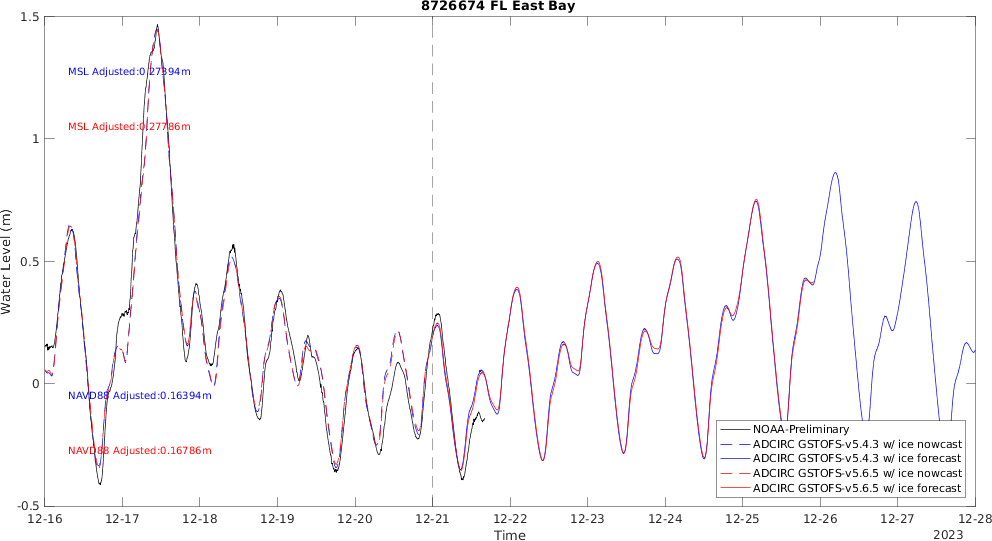 8726674 FL East Bay
1.5
1
0.5
0
-0.5
Water Level (m)
MSL Adjusted:0.27394m
MSL Adjusted:0.27786m
NAVD88 Adjusted:0.16394m
NAVD88 Adjusted:0.16786m
NOAA-Preliminary
ADCIRC GSTOFS-v5.4.3 w/ ice nowcast
ADCIRC GSTOFS-v5.4.3 w/ ice forecast
ADCIRC GSTOFS-v5.6.5 w/ ice nowcast
ADCIRC GSTOFS-v5.6.5 w/ ice forecast
12-16 12-17 12-18 12-19 12-20 12-21 12-22 12-23 12-24 12-25 12-26 12-27 12-28
Time
2023